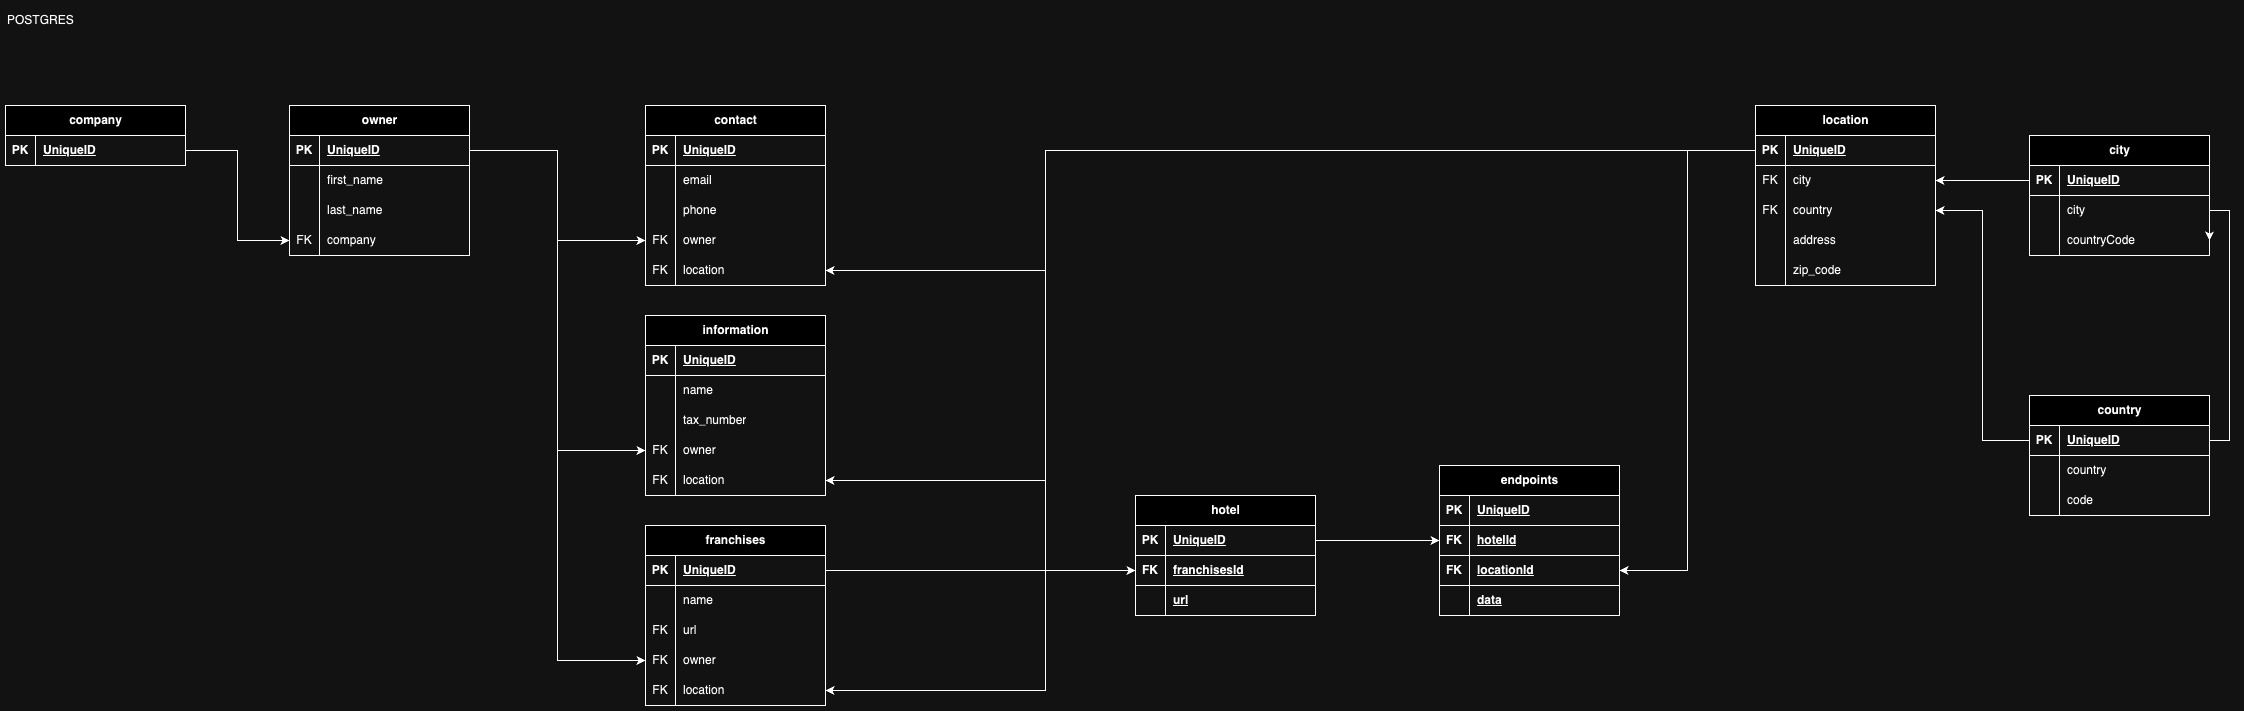 POSTGRES
company
PK UniqueID
owner
PK UniqueID
first_name
last_name
FK company
contact
PK UniqueID
email
phone
FK owner
FK location
information
PK UniqueID
name
tax_number
FK owner
FK location
franchises
PK UniqueID
name
FK url
FK owner
FK location
hotel
PK UniqueID
FK franchisesId
url
endpoints
PK UniqueID
FK hotelId
FK locationId
data
location
PK UniqueID
FK city
FK country
address
zip_code
city
PK UniqueID
city
countryCode
country
PK UniqueID
country
code